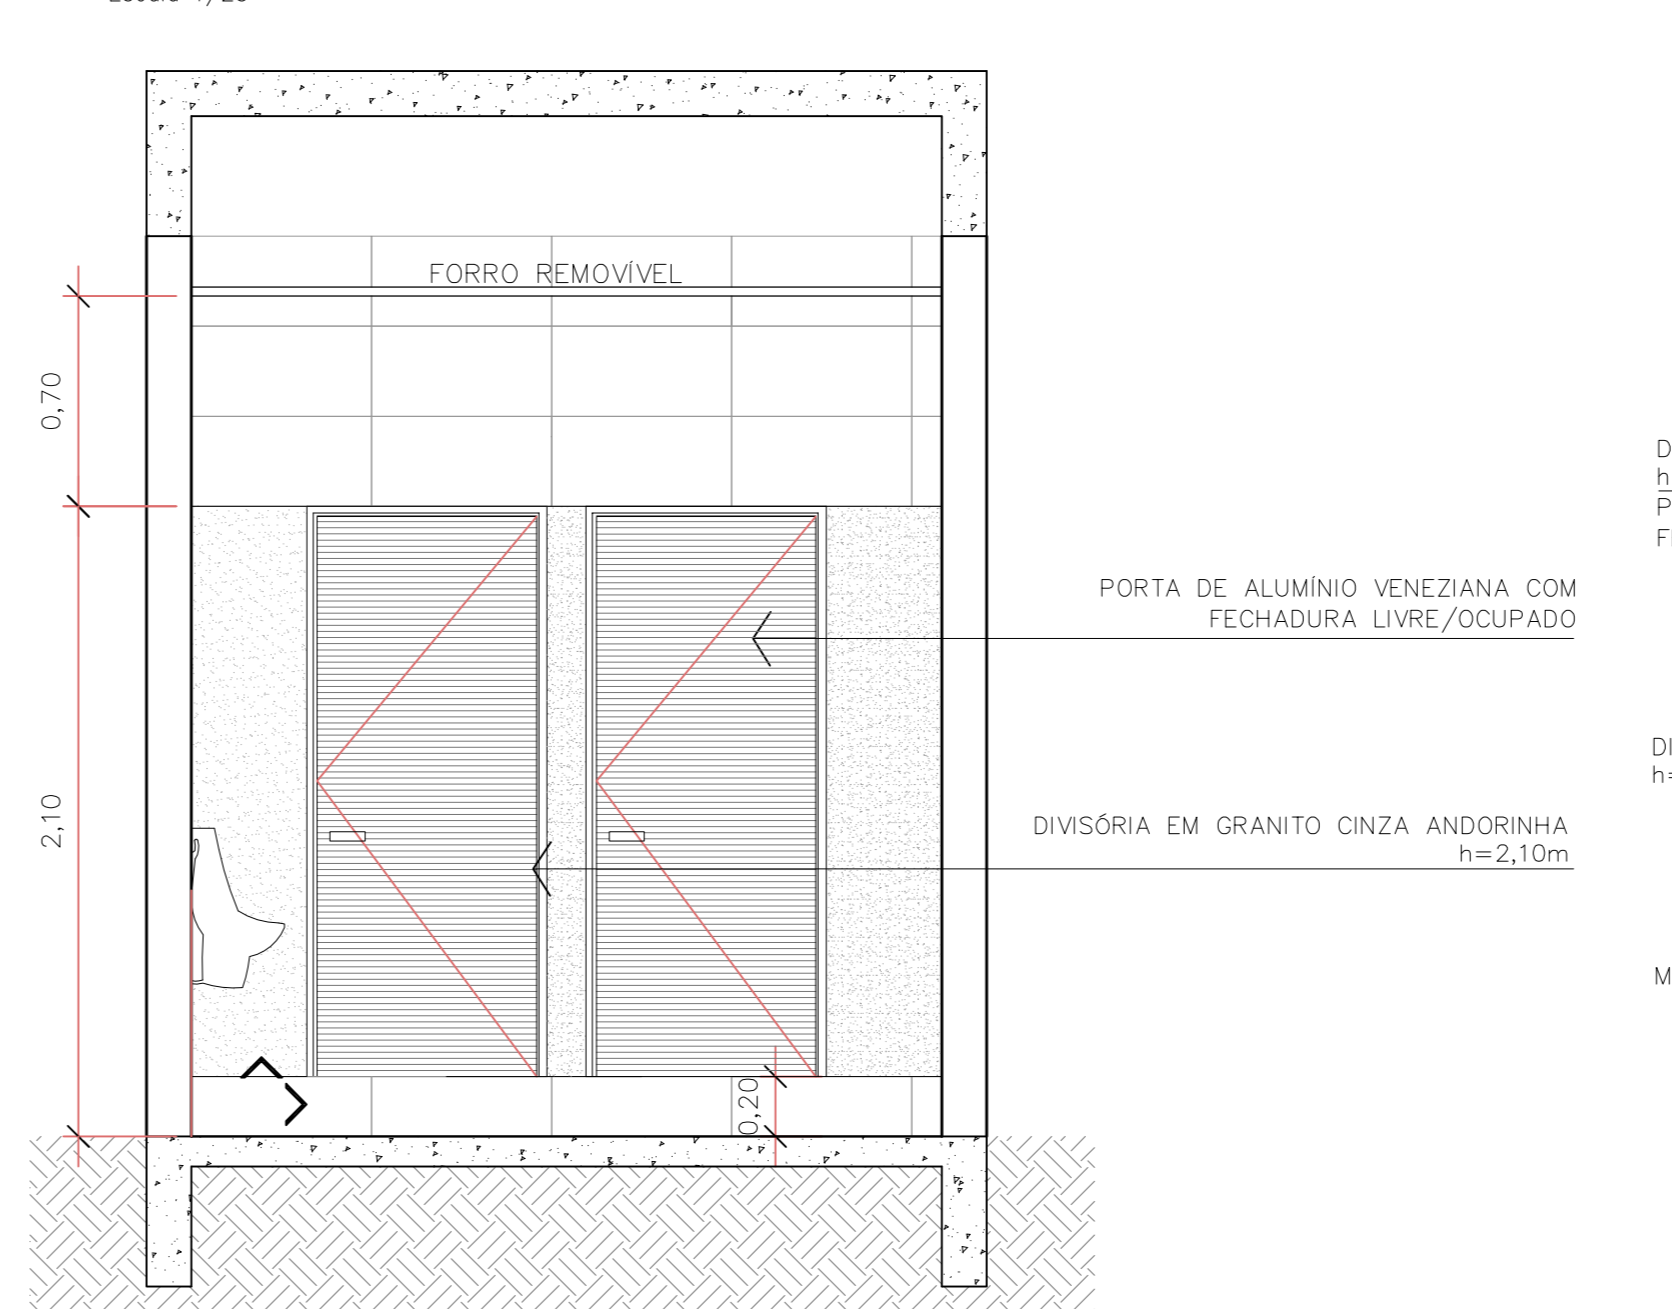 FORRO REMOVÍVEL
0,70
PORTA DE ALUMÍNIO VENEZIANA COM
FECHADURA LIVRE/OCUPADO
2,10
DIVISÓRIA EM GRANITO CINZA ANDORINHA
h=2,10m
0,20